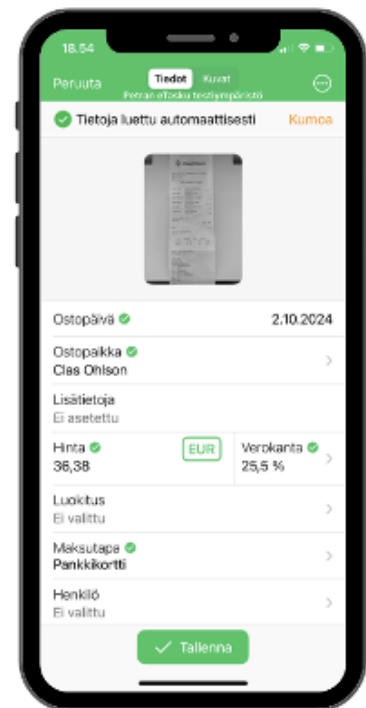 18.54
Peruuta
Tiedot Kuvat
Petran eTasku testiympäristö
Tietoja luettu automaattisesti Kumoa
Ostopäivä 2.10.2024
Ostopaikka
Clas Ohlson
Lisätietoja
Ei asetettu
Hinta EUR Verokanta
36,38 25,5 %
Luokitus
Ei valittu
Maksutapa
Pankkikortti
Henkilö
Ei valittu
Tallenna